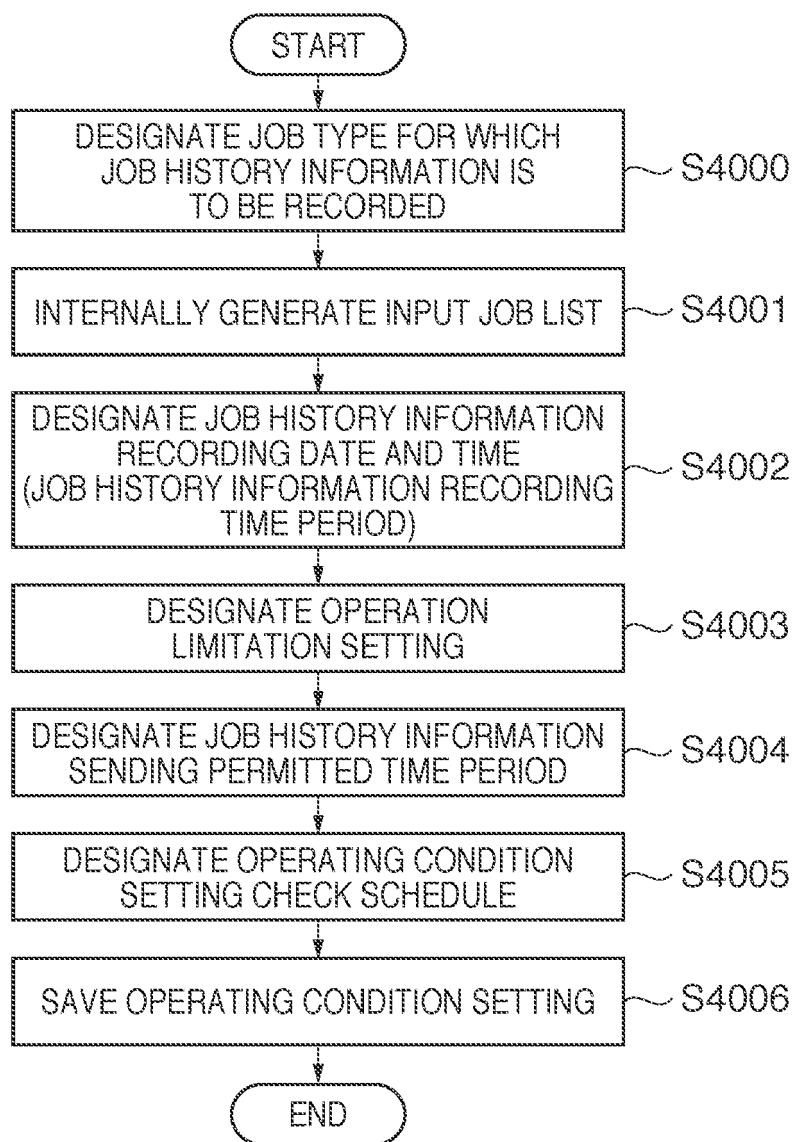 START
DESIGNATE JOB TYPE FOR WHICH
JOB HISTORY INFORMATION IS
TO BE RECORDED
S4000
INTERNALLY GENERATE INPUT JOB LIST
S4001
DESIGNATE JOB HISTORY INFORMATION
RECORDING DATE AND TIME
(JOB HISTORY INFORMATION RECORDING
TIME PERIOD)
S4002
DESIGNATE OPERATION
LIMITATION SETTING
S4003
DESIGNATE JOB HISTORY INFORMATION
SENDING PERMITTED TIME PERIOD
S4004
DESIGNATE OPERATING CONDITION
SETTING CHECK SCHEDULE
S4005
SAVE OPERATING CONDITION SETTING
S4006
END